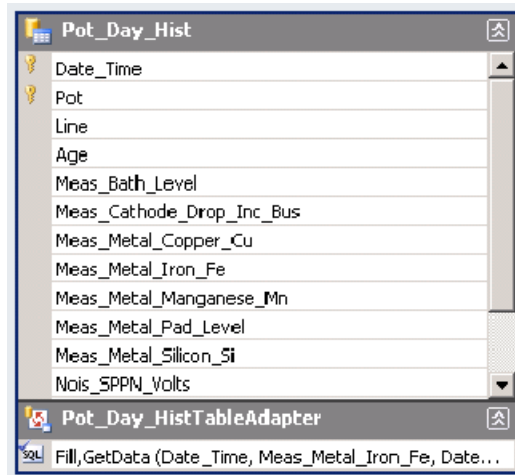 Pot_Day_Hist
Date_Time
Pot
Line
Age
Meas_Bath_Level
Meas_Cathode_Drop_Inc_Bus
Meas_Metal_Copper_Cu
Meas_Metal_Iron_Fe
Meas_Metal_Manganese_Mn
Meas_Metal_Pad_Level
Meas_Metal_Silicon_Si
Nois_SPPN_Volts
Pot_Day_HistTableAdapter
SQL Fill,GetData (Date_Time, Meas_Metal_Iron_Fe, Date...